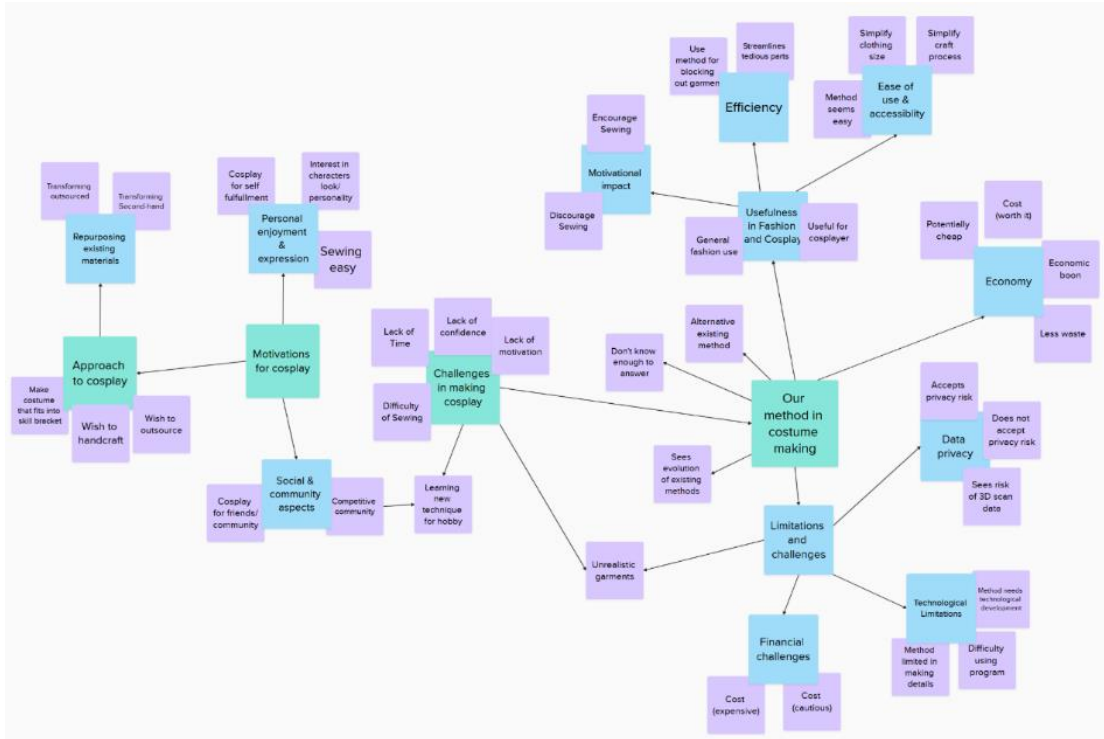 Use
method for
blocking
out garmen
Streamlines
tedious parts
Efficiency
Simplify
clothing
size
Simplify
craft
process
Method
seems
easy
Ease of
use &
accessiblity
Encourage
Sewing
Motivational
impact
Discourage
Sewing
Usefulness
in Fashion
and Cosplay
General
fashion use
Useful for
cosplayer
Transforming
outsourced
Transforming
Second-hand
Repurposing
existing
materials
Cosplay
for self
fulfullment
Interest in
characters
look/
personality
Personal
enjoyment
&
expression
Sewing
easy
Cost
(worth it)
Potentially
cheap
Economy
Economic
boon
Less waste
Approach
to cosplay
Make
costume
that fits into
skill bracket
Wish to
handcraft
Wish to
outsource
Motivations
for cosplay
Lack of
Time
Lack of
confidence
Lack of
motivation
Challenges
in making
cosplay
Difficulty
of Sewing
Alternative
existing
method
Don't know
enough to
answer
Our
method in
costume
making
Sees
evolution
of existing
methods
Accepts
privacy risk
Does not
accept
privacy risk
Data
privacy
Sees risk
of 3D scan
data
Social &
community
aspects
Cosplay
for friends/
community
Competitive
community
Learning
new
technique
for hobby
Limitations
and
challenges
Unrealistic
garments
Technological
Limitations
Method needs
technological
development
Method
limited in
making
details
Difficulty
using
program
Financial
challenges
Cost
(expensive)
Cost
(cautious)